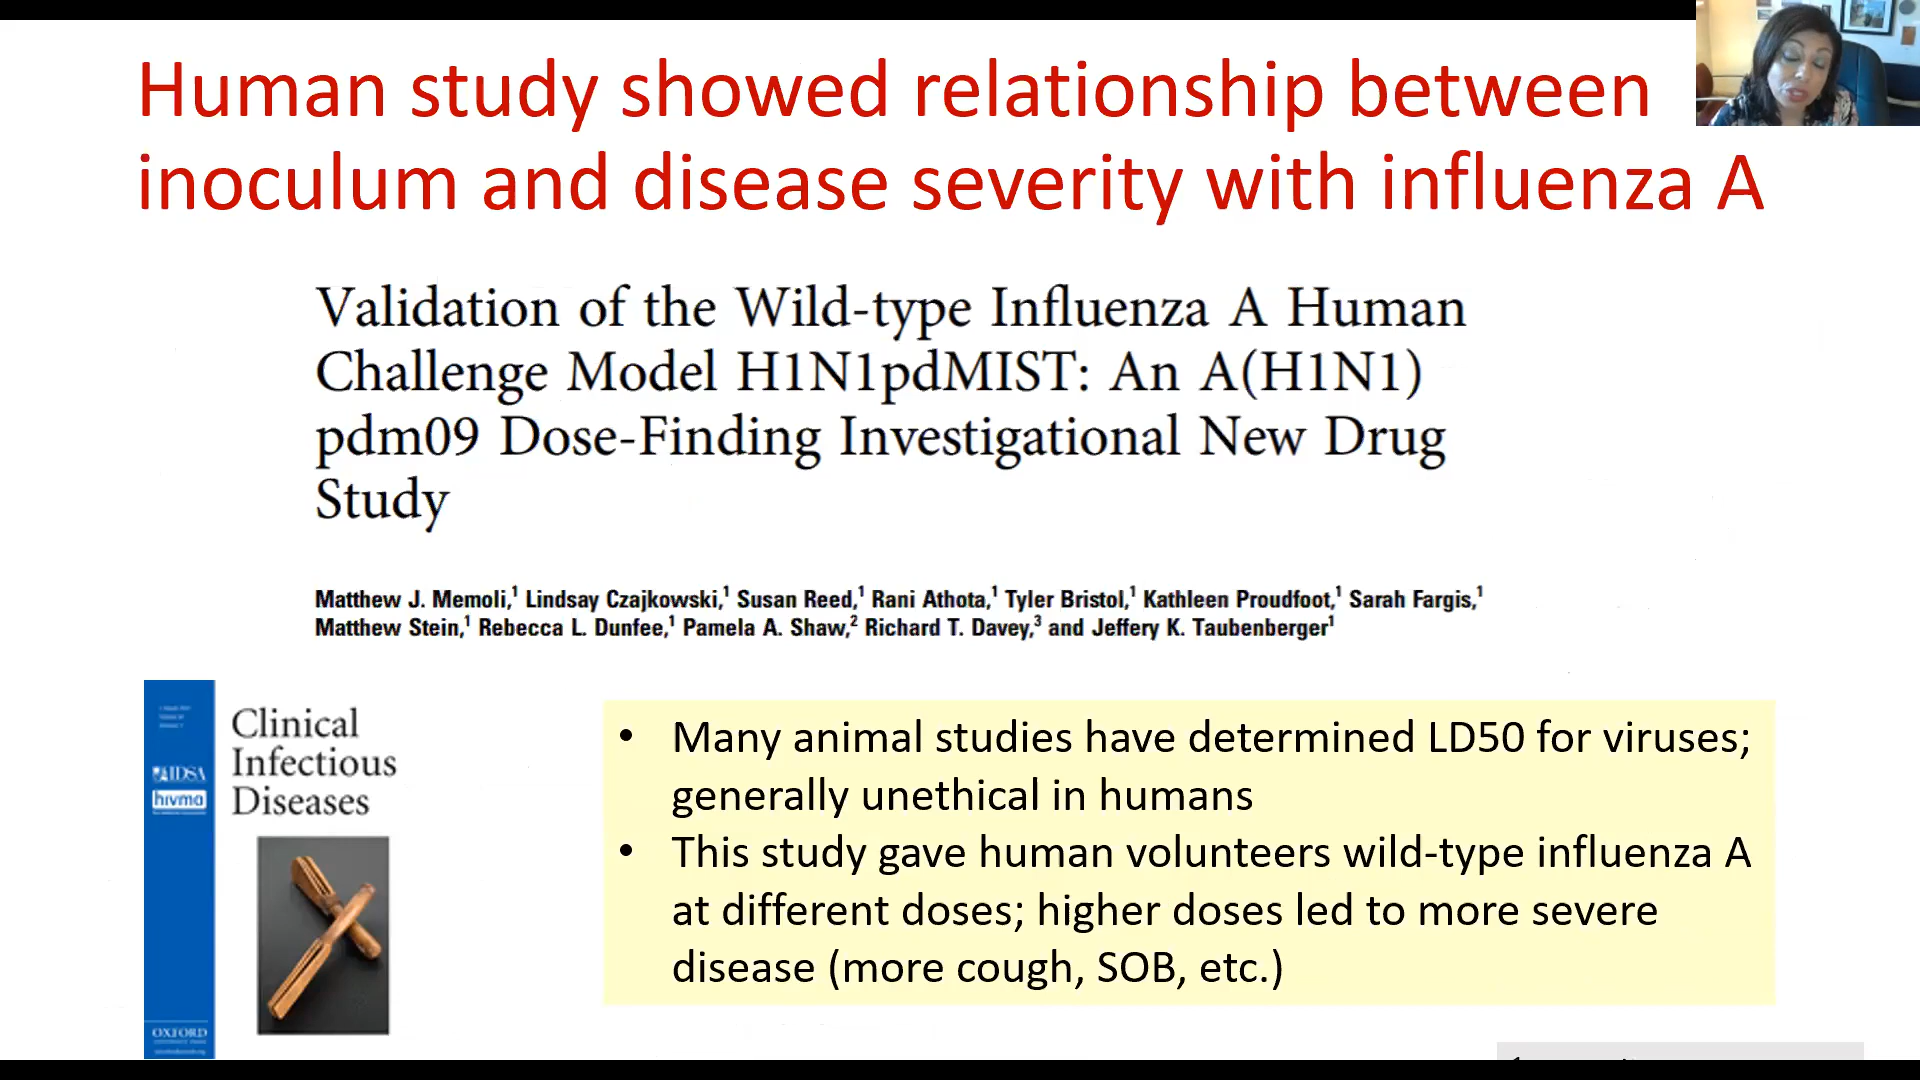 Human study showed relationship between
inoculum and disease severity with influenza A
Validation of the Wild-type Influenza A Human
Challenge Model H1N1pdMIST: An A(H1N1)
pdm09 Dose-Finding Investigational New Drug
Study
Matthew J. Memoli,1 Lindsay Czajkowski,1 Susan Reed,1 Rani Athota,1 Tyler Bristol,1 Kathleen Proudfoot,1 Sarah Fargis,1
Matthew Stein,1 Rebecca L. Dunfee,1 Pamela A. Shaw,2 Richard T. Davey,3 and Jeffery K. Taubenberger1
Clinical
Infectious
Diseases
IDSA
hivma
OXFORD
• Many animal studies have determined LD50 for viruses;
generally unethical in humans
• This study gave human volunteers wild-type influenza A
at different doses; higher doses led to more severe
disease (more cough, SOB, etc.)